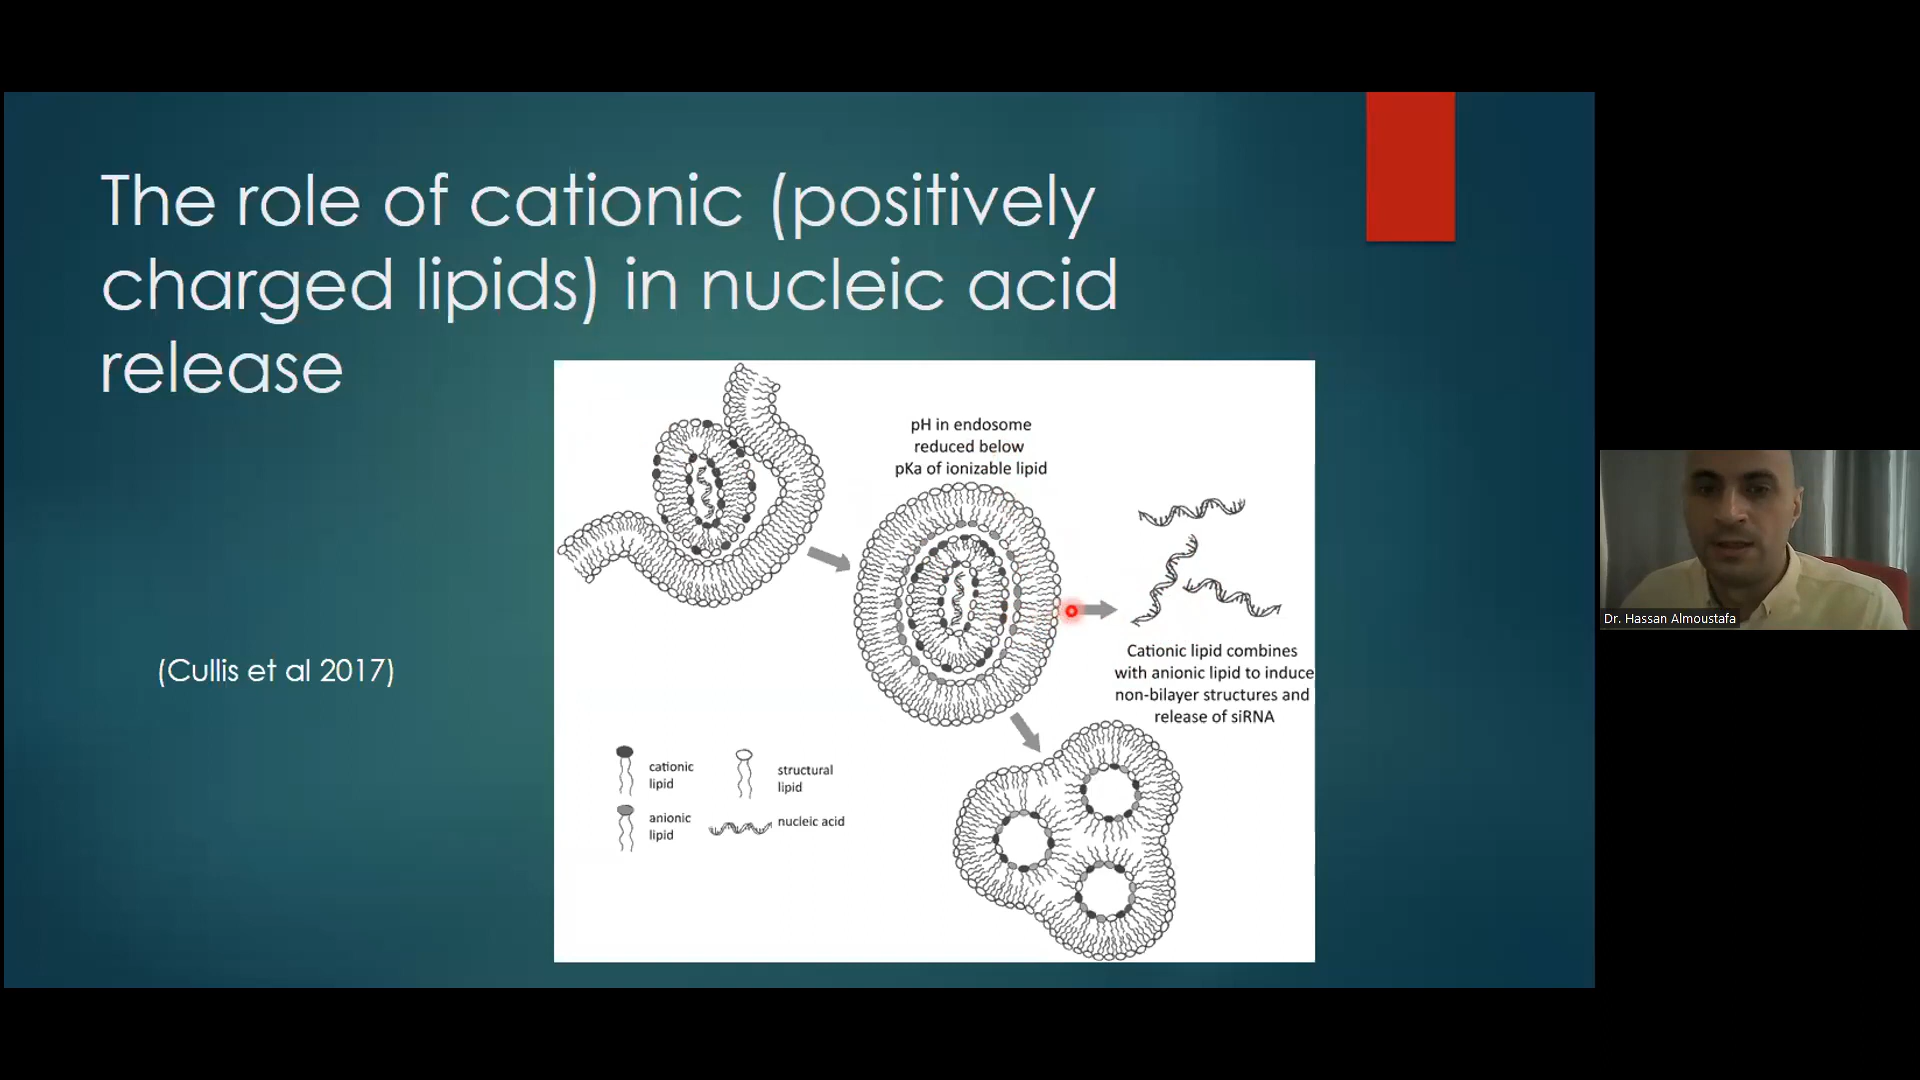 The role of cationic (positively
charged lipids) in nucleic acid
release
pH in endosome
reduced below
pKa of ionizable lipid
Cationic lipid combines
with anionic lipid to induce
non-bilayer structures and
release of siRNA
(Cullis et al 2017)
cationic
lipid
structural
lipid
anionic
lipid
nucleic acid
Dr. Hassan Almoustafa